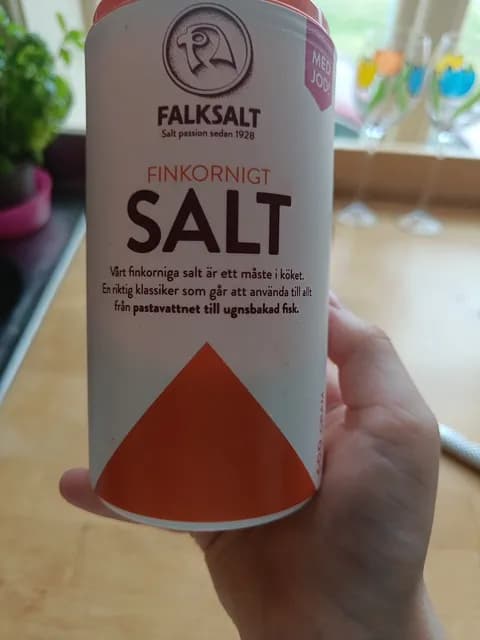 FALKSALT
Salt passion sedan 1928
MED
JOD!
FINKORNIGT
SALT
Vårt finkorniga salt är ett måste i köket.
En riktig klassiker som går att använda till allt
från pastavattnet till ugnsbakad fisk.